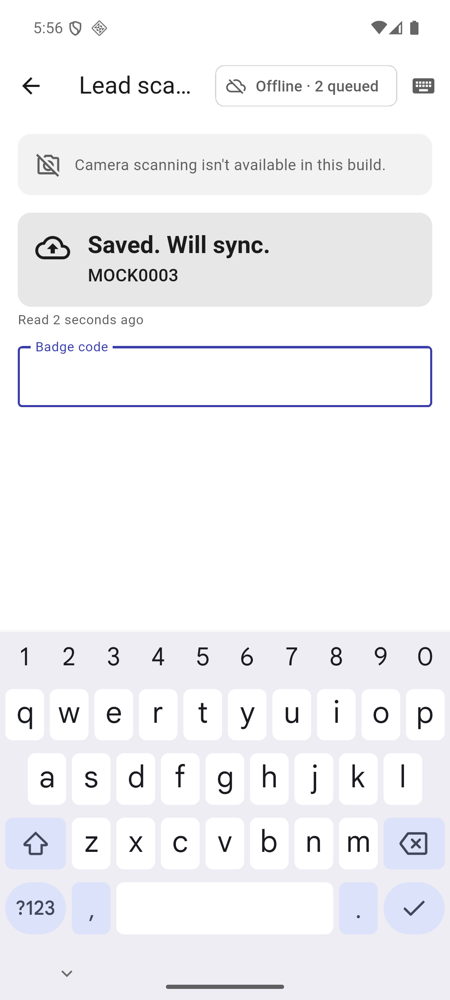 5:56
Lead sca...
Offline · 2 queued
Camera scanning isn't available in this build.
Saved. Will sync.
MOCK0003
Read 2 seconds ago
Badge code
1 2 3 4 5 6 7 8 9 0
q w e r t y u i o p
a s d f g h j k l
z x c v b n m
?123 , .